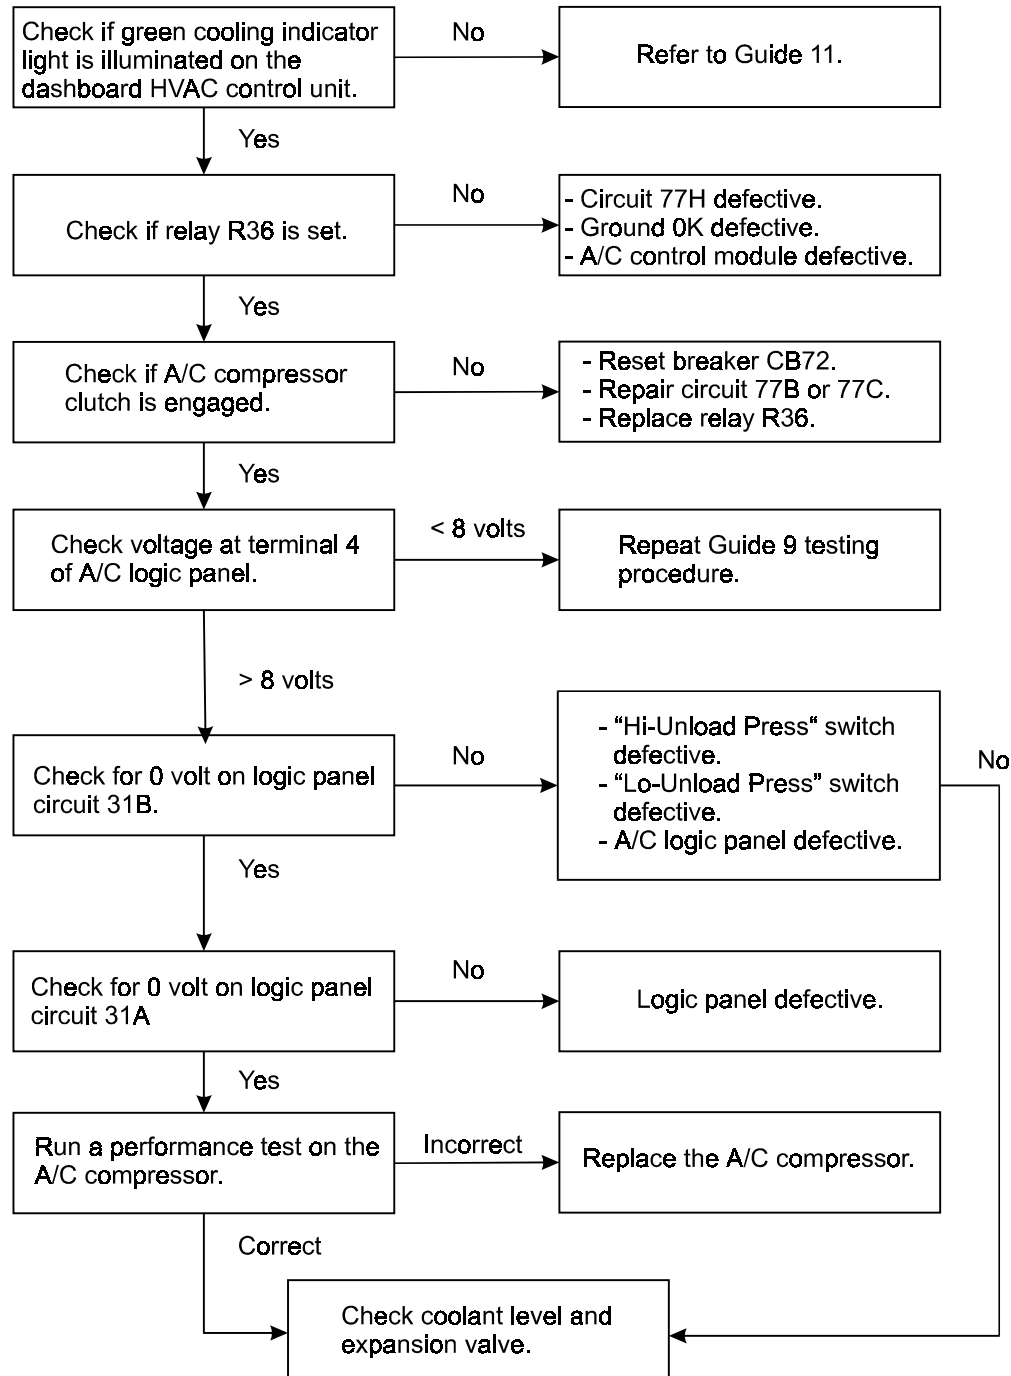 Check if green cooling indicator
light is illuminated on the
dashboard HVAC control unit.
No
Refer to Guide 11.
Yes
Check if relay R36 is set.
No
- Circuit 77H defective.
- Ground 0K defective.
- A/C control module defective.
Yes
Check if A/C compressor
clutch is engaged.
No
- Reset breaker CB72.
- Repair circuit 77B or 77C.
- Replace relay R36.
Yes
Check voltage at terminal 4
of A/C logic panel.
< 8 volts
Repeat Guide 9 testing
procedure.
> 8 volts
Check for 0 volt on logic panel
circuit 31B.
No
- “Hi-Unload Press“ switch
defective.
- “Lo-Unload Press” switch
defective.
- A/C logic panel defective.
No
Yes
Check for 0 volt on logic panel
circuit 31A
No
Logic panel defective.
Yes
Run a performance test on the
A/C compressor.
Incorrect
Replace the A/C compressor.
Correct
Check coolant level and
expansion valve.